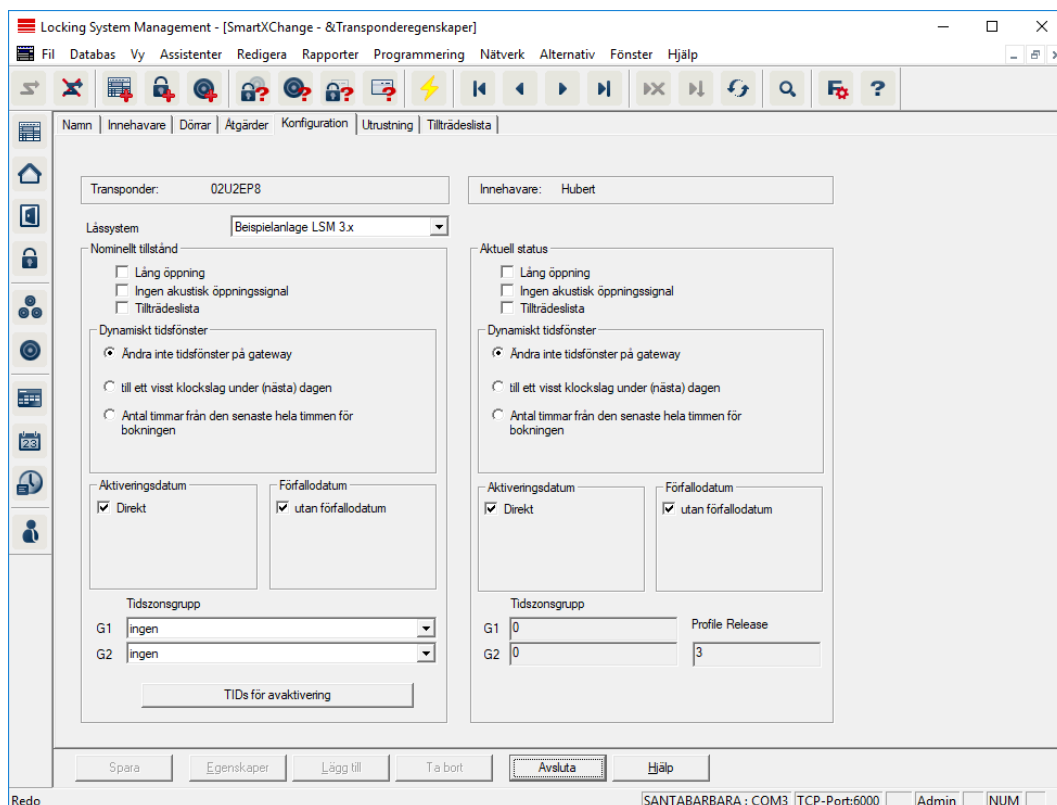 Locking System Management - [SmartXChange - &Transponderegenskaper]
Fil Databas Vy Assistenter Redigera Rapporter Programmering Nätverk Alternativ Fönster Hjälp
Namn Innehavare Dörrar Åtgärder Konfiguration Utrustning Tillträdeslista
Transponder: 02U2EP8
Innehavare: Hubert
Låssystem Beispielanlage LSM 3.x
Nominellt tillstånd
Lång öppning
Ingen akustisk öppningssignal
Tillträdeslista
Dynamiskt tidsfönster
Ändra inte tidsfönster på gateway
till ett visst klockslag under (nästa) dagen
Antal timmar från den senaste hela timmen för
bokningen
Aktiveringsdatum
Direkt
Förfallodatum
utan förfallodatum
Tidszonsgrupp
G1 ingen
G2 ingen
TIDs för avaktivering
Aktuell status
Lång öppning
Ingen akustisk öppningssignal
Tillträdeslista
Dynamiskt tidsfönster
Ändra inte tidsfönster på gateway
till ett visst klockslag under (nästa) dagen
Antal timmar från den senaste hela timmen för
bokningen
Aktiveringsdatum
Direkt
Förfallodatum
utan förfallodatum
Tidszonsgrupp
G1 0
G2 0
Profile Release
3
Spara Egenskaper Lägg till Ta bort Avsluta Hjälp
Redo SANTABARBARA : COM3 TCP-Port:6000 Admin NUM
23